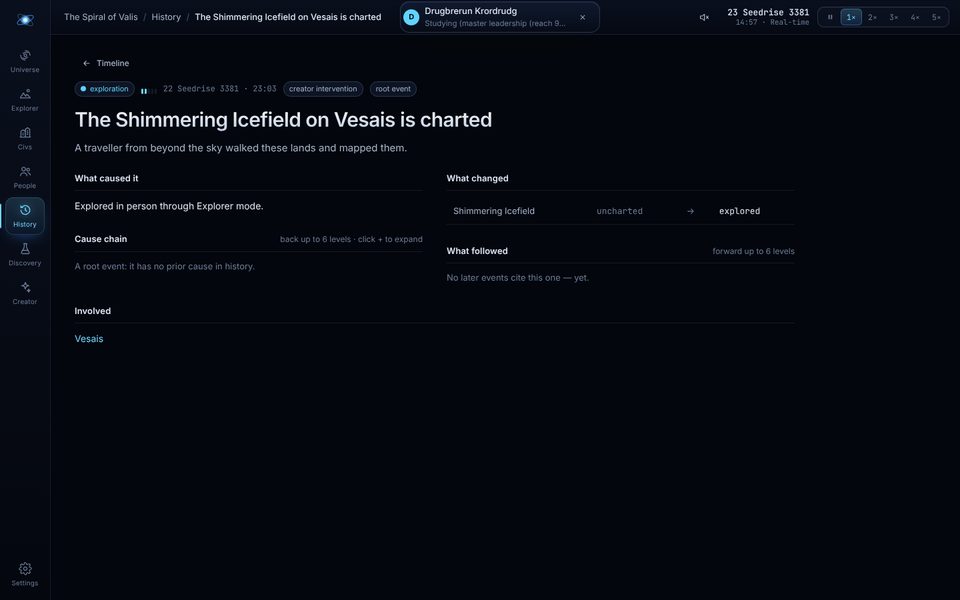 The Spiral of Valis / History / The Shimmering Icefield on Vesais is charted
D
Drugbrerun Krordrudg
Studying (master leadership (reach 9…
×
23 Seedrise 3381
14:57 · Real-time
1× 2× 3× 4× 5×
Universe
Explorer
Civs
People
History
Discovery
Creator
Settings
← Timeline
exploration
22 Seedrise 3381 · 23:03
creator intervention
root event
The Shimmering Icefield on Vesais is charted
A traveller from beyond the sky walked these lands and mapped them.
What caused it
Explored in person through Explorer mode.
Cause chain
back up to 6 levels · click + to expand
A root event: it has no prior cause in history.
What changed
Shimmering Icefield uncharted → explored
What followed
forward up to 6 levels
No later events cite this one — yet.
Involved
Vesais